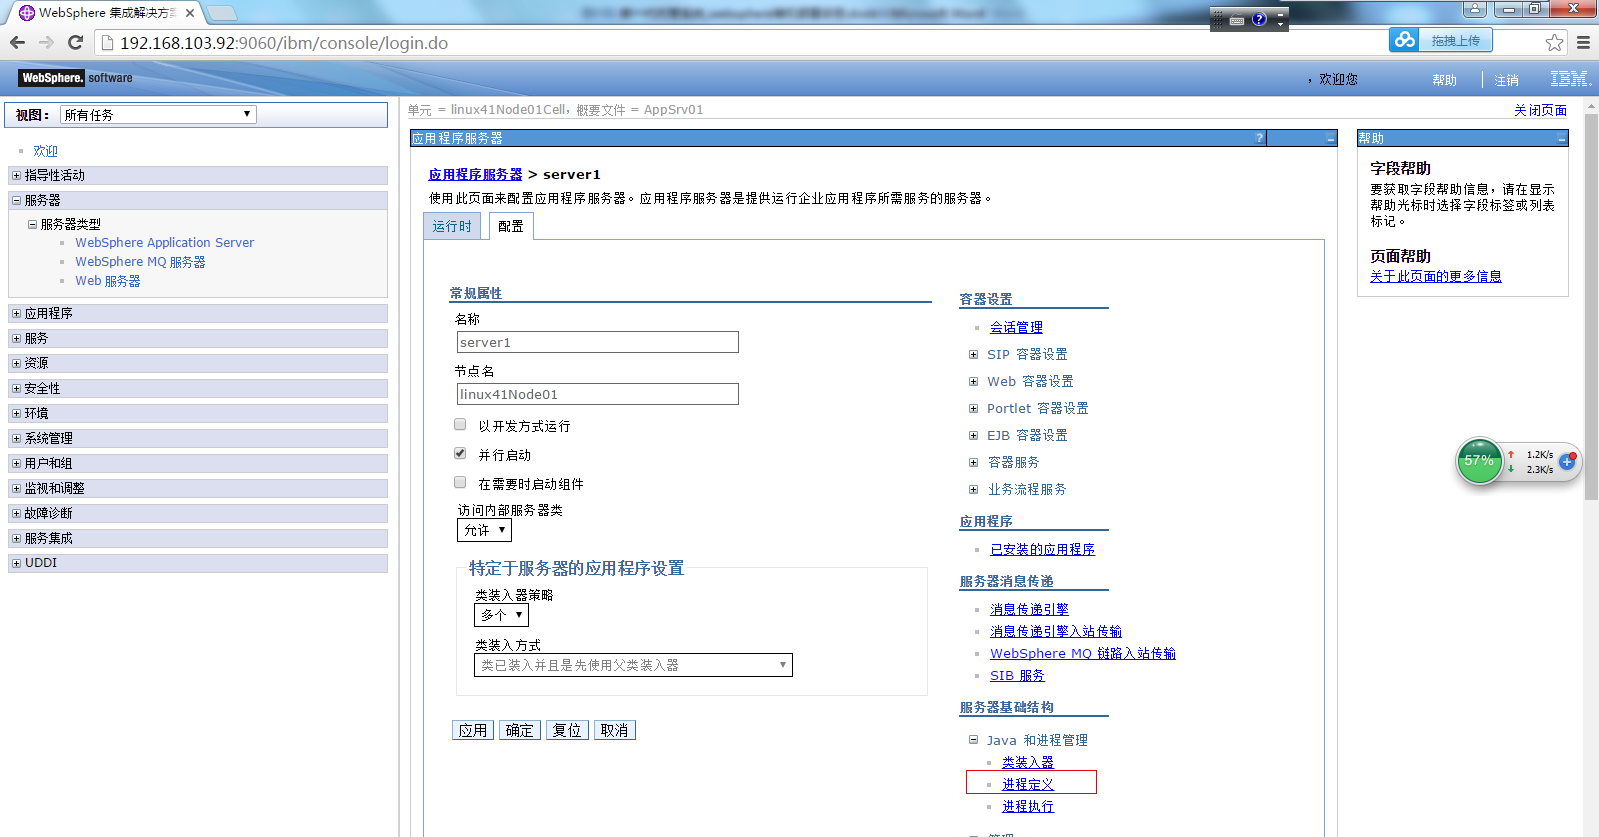 WebSphere 集成解决方案
192.168.103.92:9060/ibm/console/login.do
拖拽上传
WebSphere. software
，欢迎您
帮助
注销
IBM.
视图：
所有任务
欢迎
指导性活动
服务器
服务器类型
WebSphere Application Server
WebSphere MQ 服务器
Web 服务器
应用程序
服务
资源
安全性
环境
系统管理
用户和组
监视和调整
故障诊断
服务集成
UDDI
单元 = linux41Node01Cell，概要文件 = AppSrv01
关闭页面
应用程序服务器
?
应用程序服务器 > server1
使用此页面来配置应用程序服务器。应用程序服务器是提供运行企业应用程序所需服务的服务器。
运行时
配置
常规属性
名称
server1
节点名
linux41Node01
以开发方式运行
并行启动
在需要时启动组件
访问内部服务器类
允许
特定于服务器的应用程序设置
类装入器策略
多个
类装入方式
类已装入并且是先使用父类装入器
应用
确定
复位
取消
容器设置
会话管理
SIP 容器设置
Web 容器设置
Portlet 容器设置
EJB 容器设置
容器服务
业务流程服务
应用程序
已安装的应用程序
服务器消息传递
消息传递引擎
消息传递引擎入站传输
WebSphere MQ 链路入站传输
SIB 服务
服务器基础结构
Java 和进程管理
类装入器
进程定义
进程执行
帮助
字段帮助
要获取字段帮助信息，请在显示
帮助光标时选择字段标签或列表
标记。
页面帮助
关于此页面的更多信息
57%
1.2K/s
2.3K/s